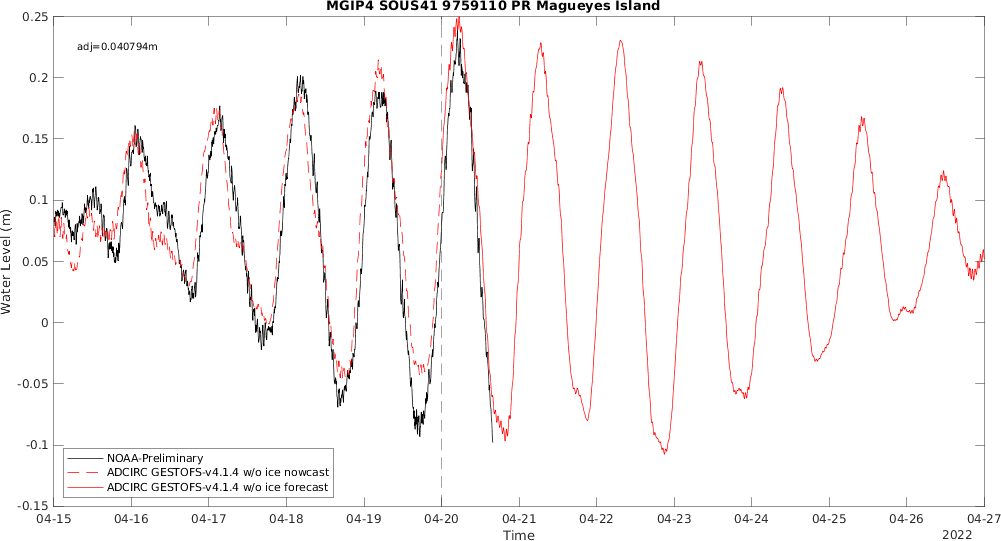 MGIP4 SOUS41 9759110 PR Magueyes Island
adj=0.040794m
Water Level (m)
0.25
0.2
0.15
0.1
0.05
0
-0.05
-0.1
-0.15
NOAA-Preliminary
ADCIRC GESTOFS-v4.1.4 w/o ice nowcast
ADCIRC GESTOFS-v4.1.4 w/o ice forecast
04-15 04-16 04-17 04-18 04-19 04-20 04-21 04-22 04-23 04-24 04-25 04-26 04-27
Time
2022